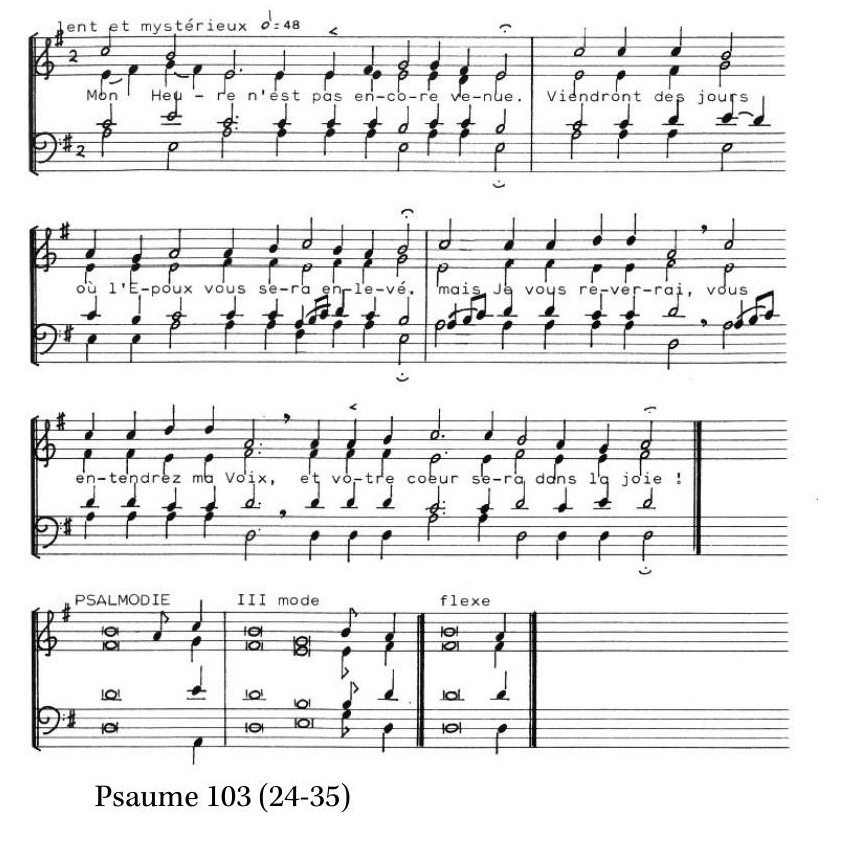 lent et mystérieux 𝅗𝅥=48
Mon Heu - re n'est pas en-co-re ve-nue. Viendront des jours
où l'E-poux vous se-ra en-le-vé. mais Je vous re-ver-rai, vous
en-tendrez ma Voix, et vo-tre coeur se-ra dans la joie !
PSALMODIE III mode flexe
Psaume 103 (24-35)